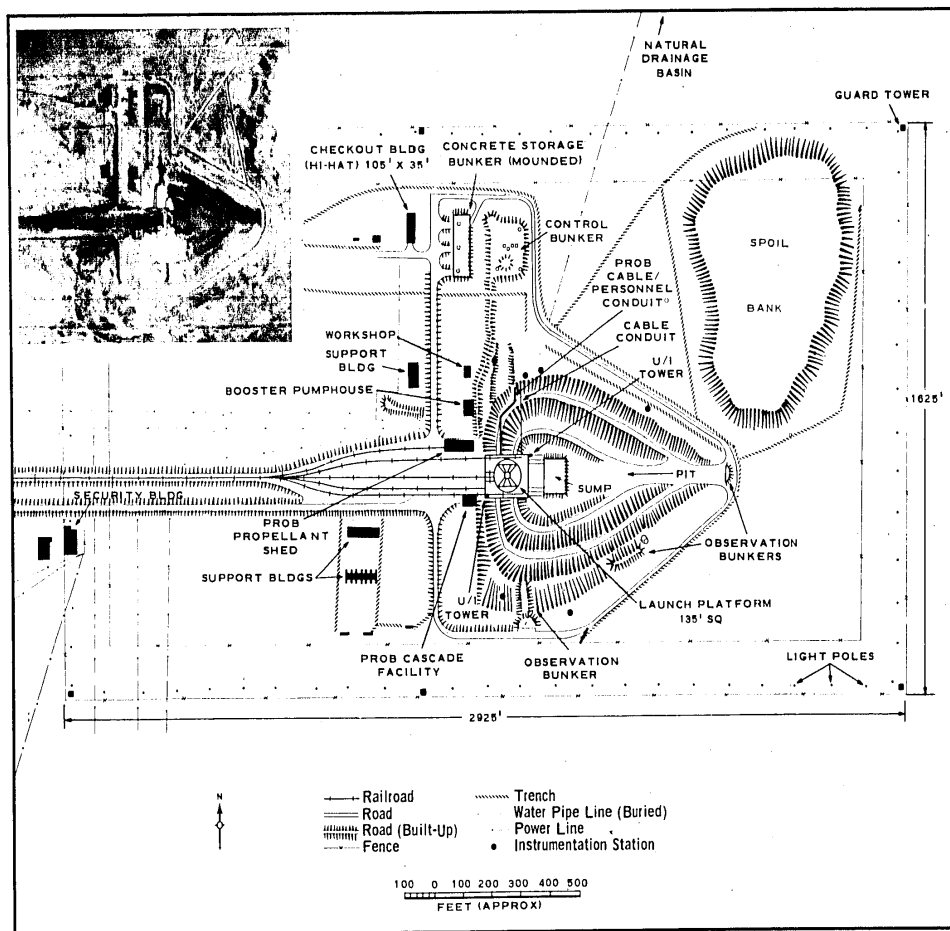 NATURAL
DRAINAGE
BASIN
GUARD TOWER
CHECKOUT BLDG
(HI-HAT) 105' X 35'
CONCRETE STORAGE
BUNKER (MOUNDED)
CONTROL
BUNKER
SPOIL
BANK
PROB CABLE/
PERSONNEL
CONDUIT
CABLE
CONDUIT
U/I
TOWER
WORKSHOP
SUPPORT
BLDG
BOOSTER PUMPHOUSE
1625'
PIT
SUMP
SECURITY BLDG
PROB
PROPELLANT
SHED
OBSERVATION
BUNKERS
SUPPORT BLDGS
U/I
TOWER
LAUNCH PLATFORM
135' SQ
PROB CASCADE
FACILITY
OBSERVATION
BUNKER
LIGHT POLES
2925'
N
Railroad
Road
Road (Built-Up)
Fence
Trench
Water Pipe Line (Buried)
Power Line
Instrumentation Station
100 0 100 200 300 400 500
FEET (APPROX)